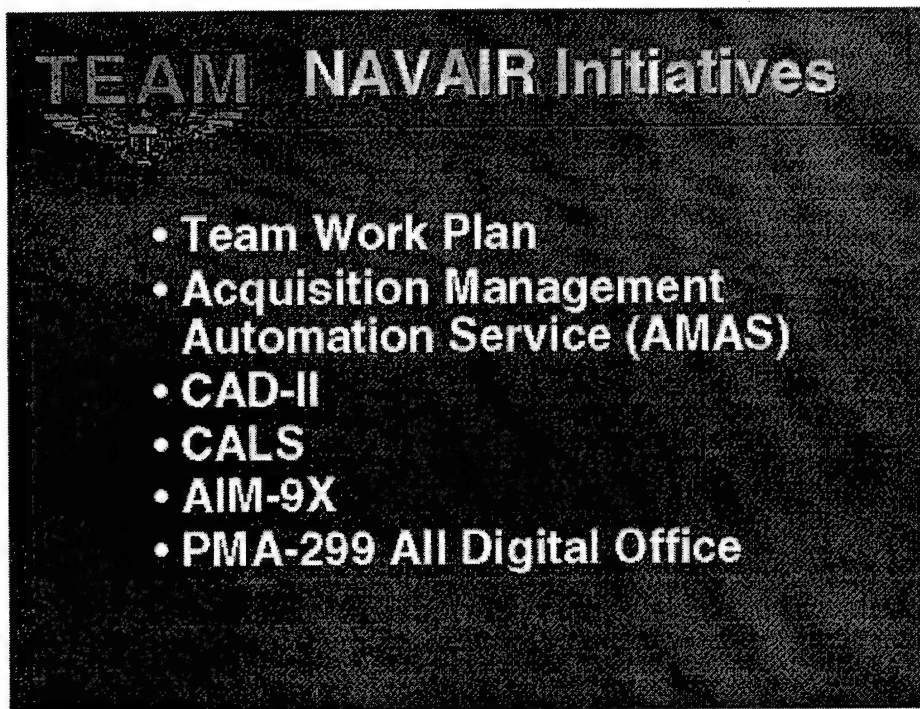 TEAM
NAVAIR Initiatives
• Team Work Plan
• Acquisition Management
Automation Service (AMAS)
• CAD-II
• CALS
• AIM-9X
• PMA-299 All Digital Office